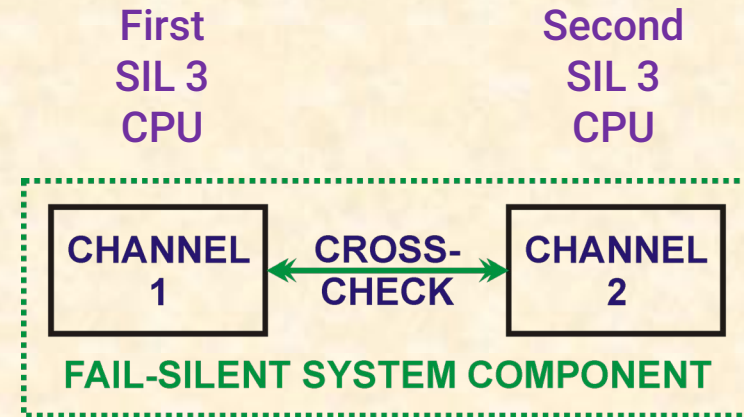 First
SIL 3
CPU
Second
SIL 3
CPU
CHANNEL
1
CROSS-
CHECK
CHANNEL
2
FAIL-SILENT SYSTEM COMPONENT